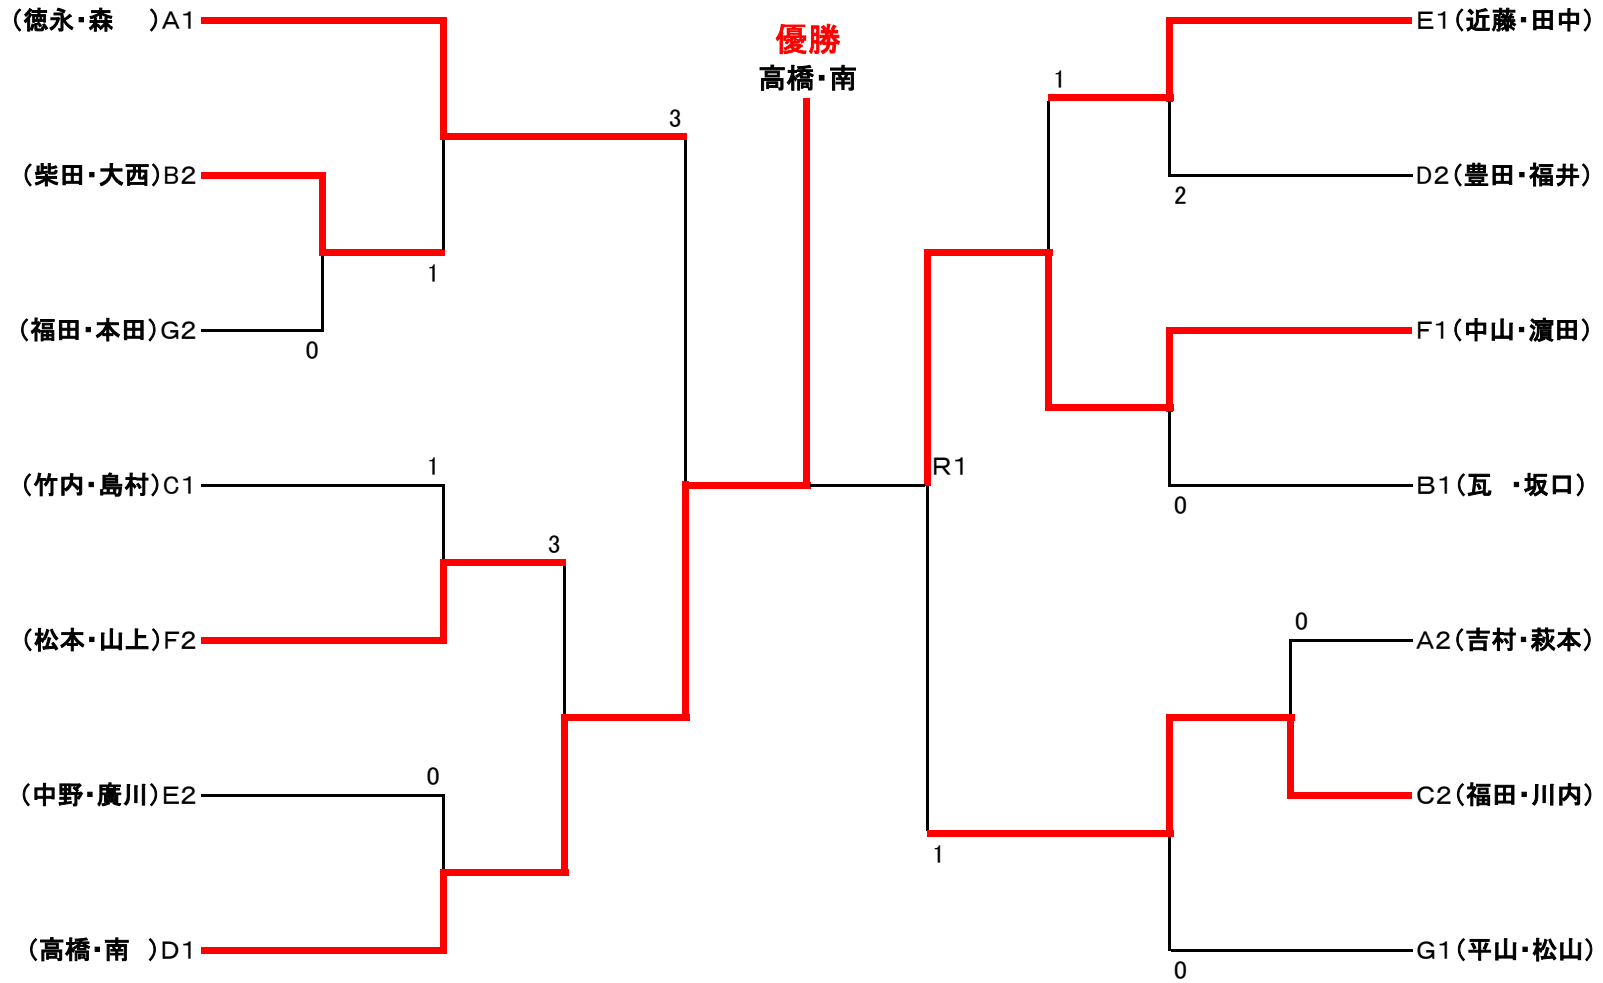 (徳永・森　)A1
(柴田・大西)B2
(福田・本田)G2
(竹内・島村)C1
(松本・山上)F2
(中野・廣川)E2
(高橋・南　)D1
3
1
0
1
3
0
優勝
高橋・南
R1
1
2
0
0
1
0
E1(近藤・田中)
D2(豊田・福井)
F1(中山・濵田)
B1(瓦　・坂口)
A2(吉村・萩本)
C2(福田・川内)
G1(平山・松山)